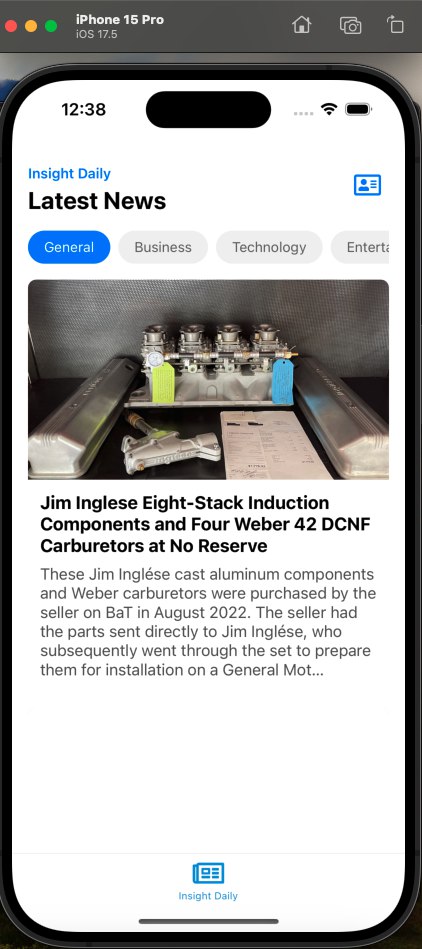 iPhone 15 Pro
iOS 17.5
12:38
Insight Daily
Latest News
General
Business
Technology
Enterta
Jim Inglese Eight-Stack Induction
Components and Four Weber 42 DCNF
Carburetors at No Reserve
These Jim Inglése cast aluminum components
and Weber carburetors were purchased by the
seller on BaT in August 2022. The seller had
the parts sent directly to Jim Inglése, who
subsequently went through the set to prepare
them for installation on a General Mot...
Insight Daily